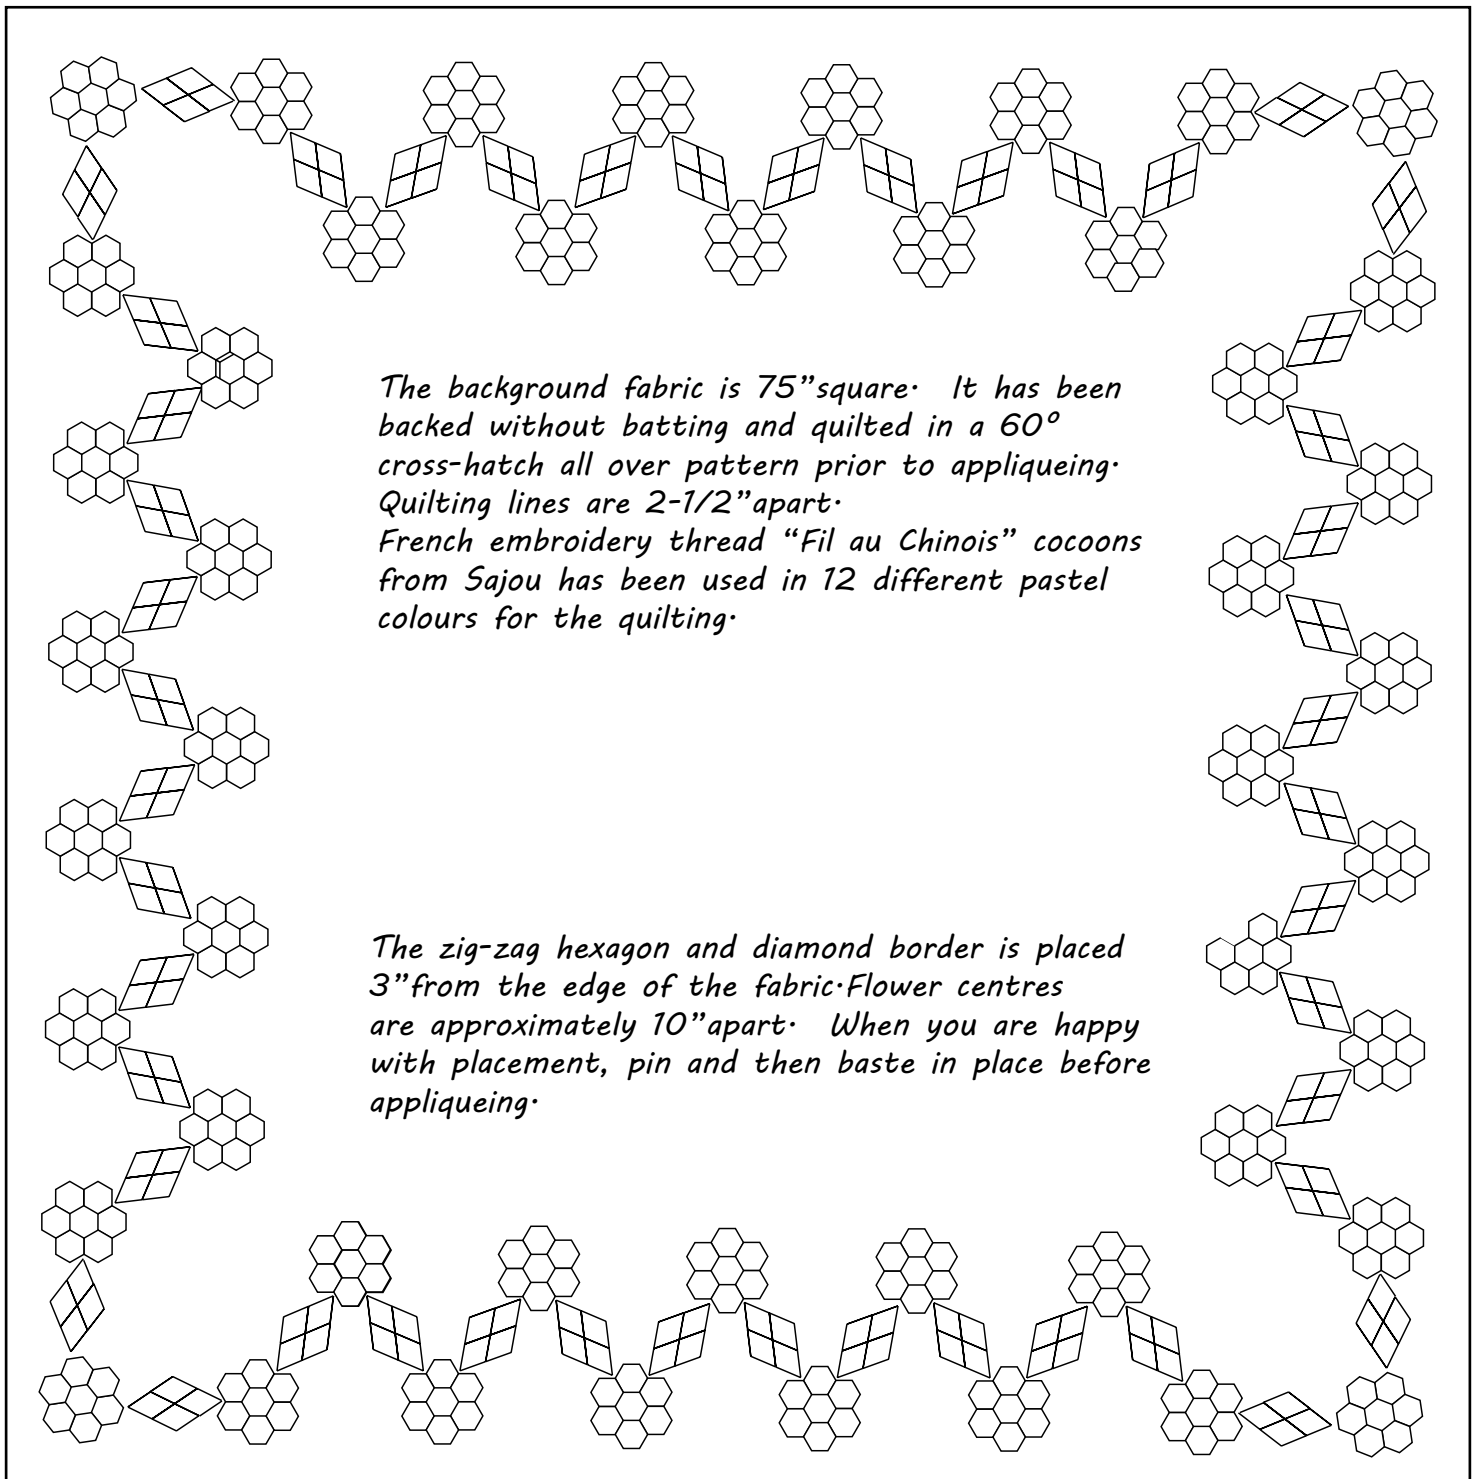 The background fabric is 75”square.  It has been
backed without batting and quilted in a 60°
cross-hatch all over pattern prior to appliqueing.
Quilting lines are 2-1/2”apart.
French embroidery thread “Fil au Chinois” cocoons
from Sajou has been used in 12 different pastel
colours for the quilting.
The zig-zag hexagon and diamond border is placed
3”from the edge of the fabric.Flower centres
are approximately 10”apart.  When you are happy
with placement, pin and then baste in place before
appliqueing.